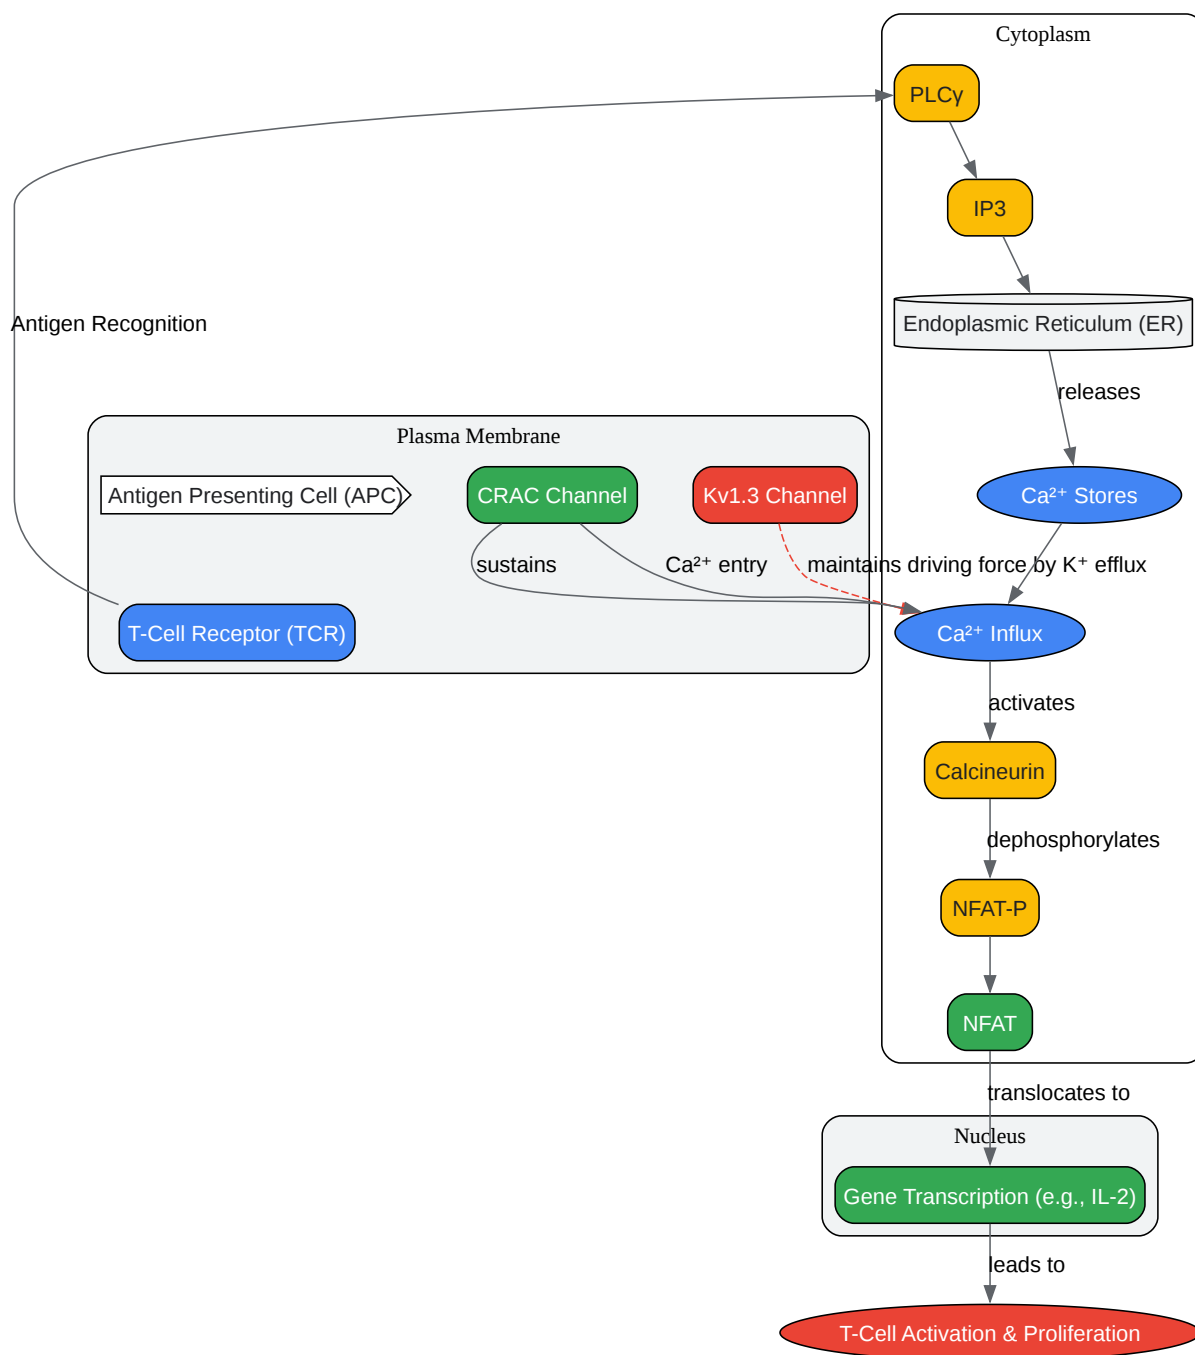 Cytoplasm
PLCγ
IP3
Antigen Recognition
Endoplasmic Reticulum (ER)
releases
Plasma Membrane
Antigen Presenting Cell (APC)
CRAC Channel
Kv1.3 Channel
Ca²⁺ Stores
sustains
Ca²⁺ entry
maintains driving force by K⁺ efflux
T-Cell Receptor (TCR)
Ca²⁺ Influx
activates
Calcineurin
dephosphorylates
NFAT-P
NFAT
translocates to
Nucleus
Gene Transcription (e.g., IL-2)
leads to
T-Cell Activation & Proliferation